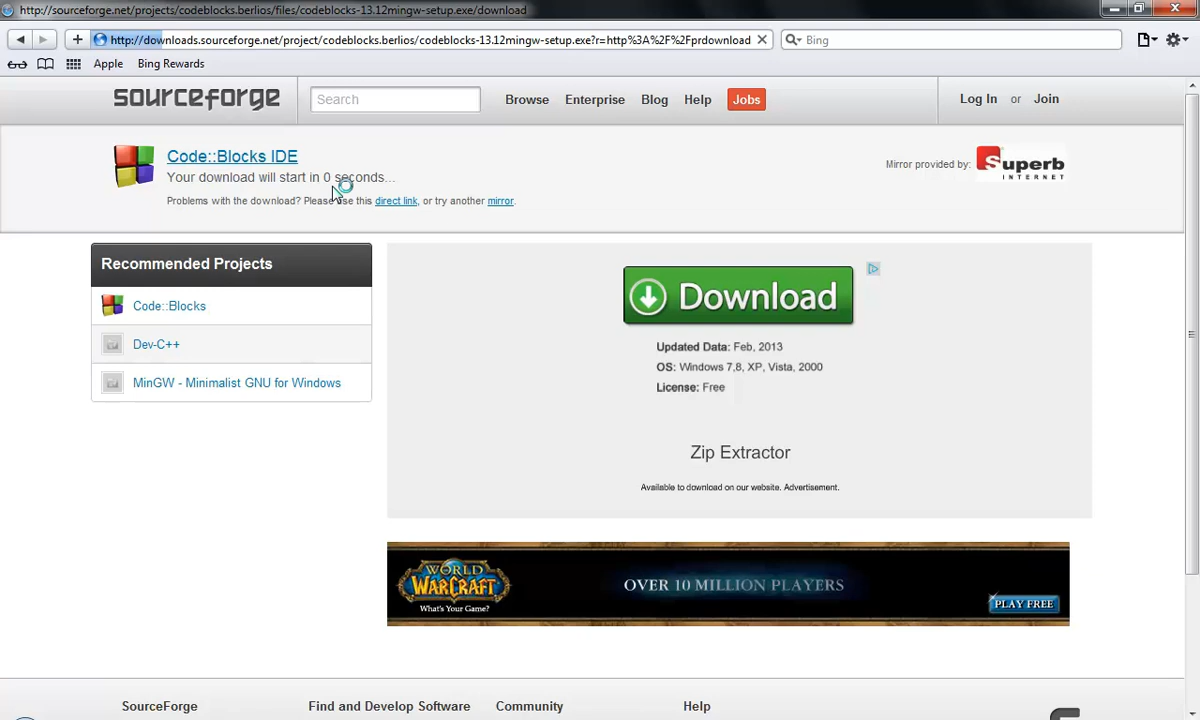 http://sourceforge.net/projects/codeblocks.berlios/files/codeblocks-13.12mingw-setup.exe/download
http://downloads.sourceforge.net/project/codeblocks.berlios/codeblocks-13.12mingw-setup.exe?r=http%3A%2F%2Fprdownload
Bing
Apple Bing Rewards
sourceforge Search Browse Enterprise Blog Help Jobs Log In or Join
Code::Blocks IDE
Your download will start in 0 seconds...
Problems with the download? Please use this direct link, or try another mirror.
Mirror provided by: Superb
INTERNET
Recommended Projects
Code::Blocks
Dev-C++
MinGW - Minimalist GNU for Windows
Download
Updated Data: Feb, 2013
OS: Windows 7,8, XP, Vista, 2000
License: Free
Zip Extractor
Available to download on our website. Advertisement.
WORLD
WARCRAFT
What's Your Game?
OVER 10 MILLION PLAYERS
PLAY FREE
SourceForge Find and Develop Software Community Help